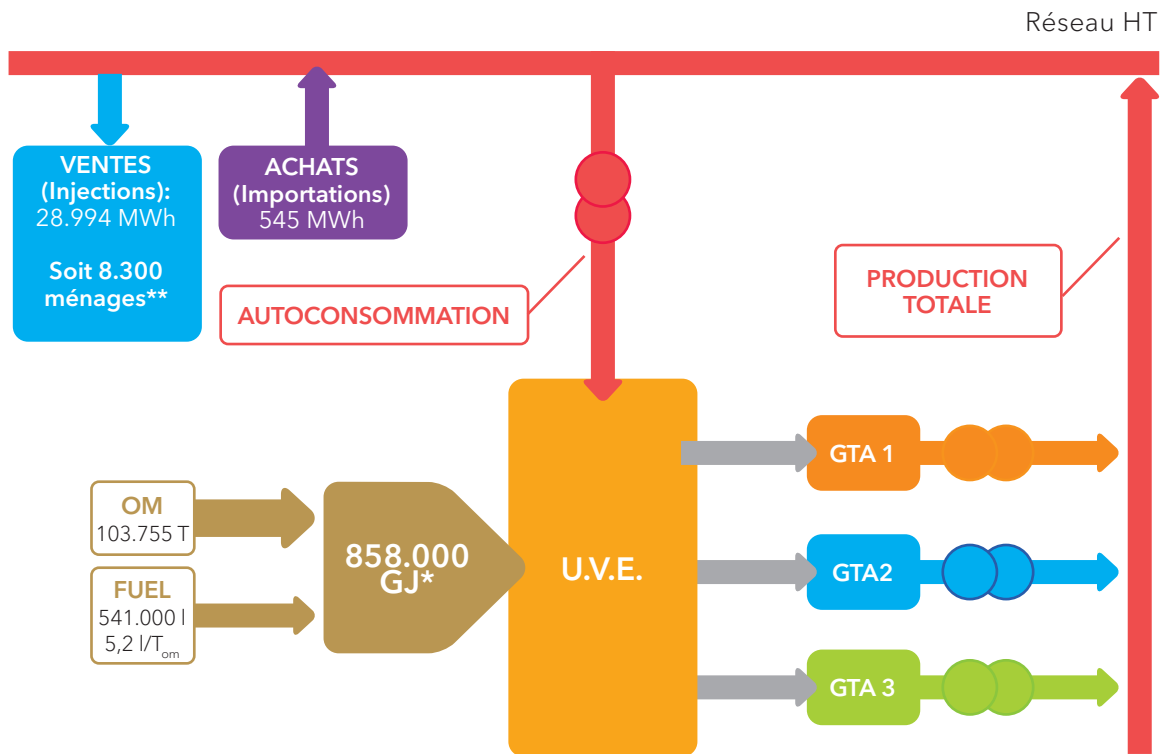 Réseau HT
VENTES
(Injections):
28.994 MWh
Soit 8.300
ménages**
ACHATS
(Importations)
545 MWh
AUTOCONSOMMATION
PRODUCTION
TOTALE
OM
103.755 T
FUEL
541.000 l
5,2 l/Tom
858.000
GJ*
U.V.E.
GTA 1
GTA2
GTA 3